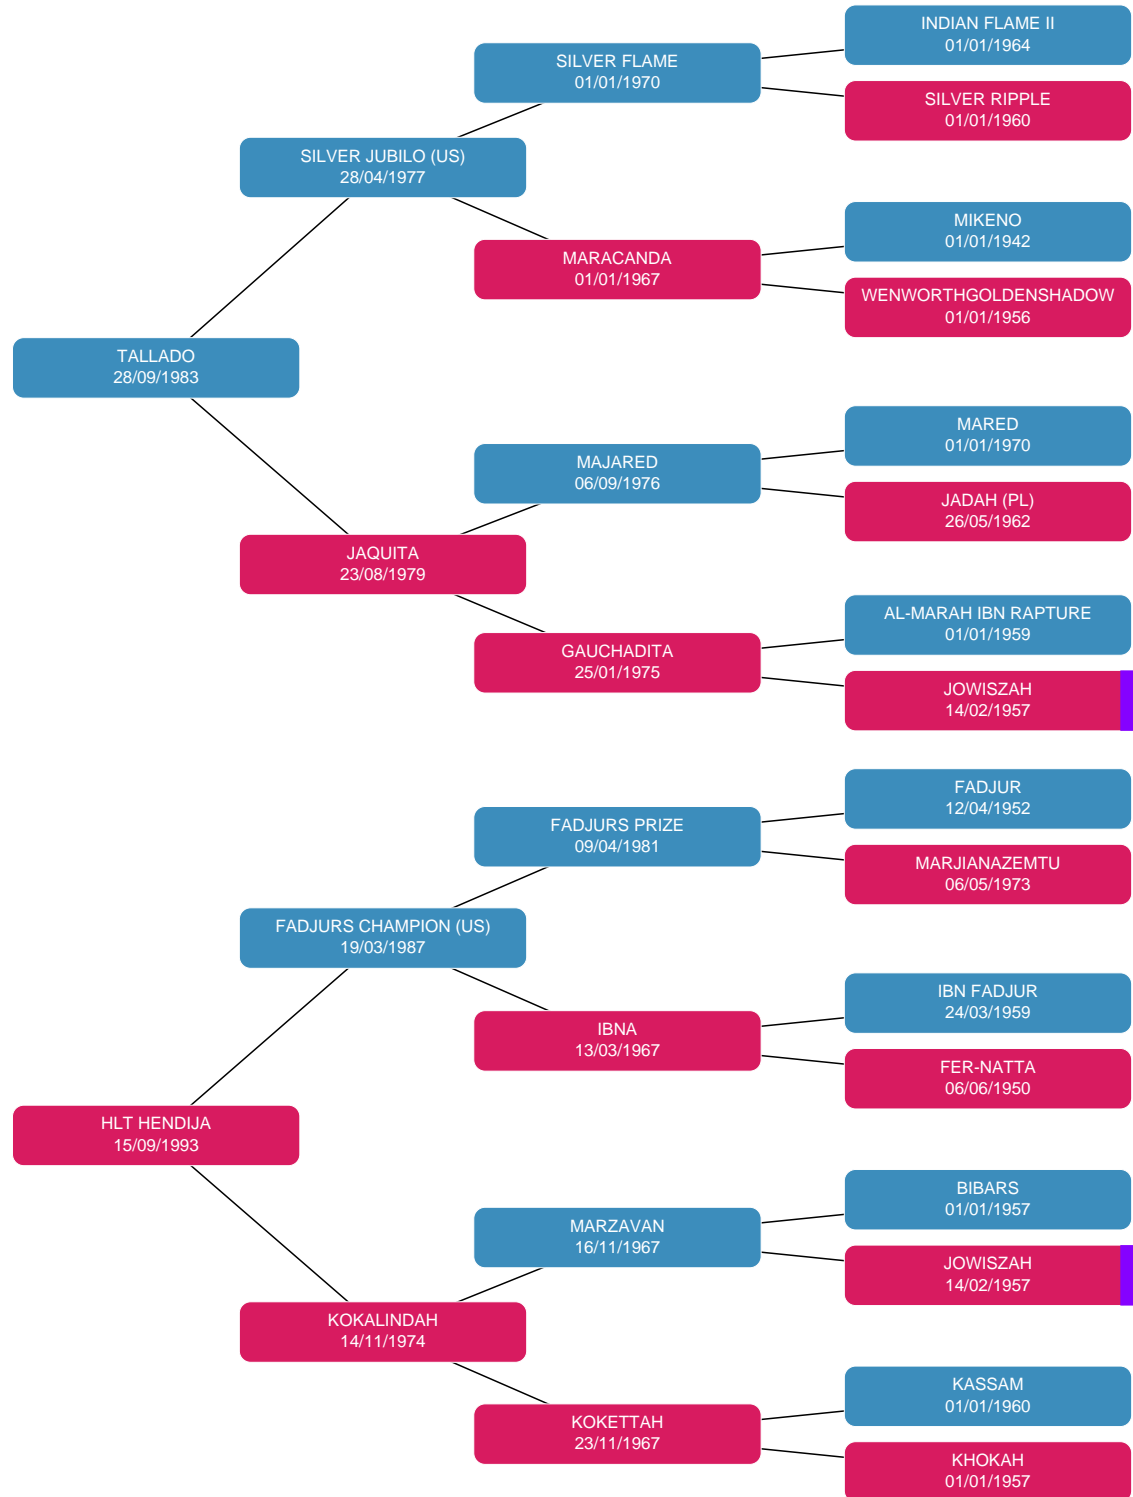 INDIAN FLAME II
01/01/1964
SILVER FLAME
01/01/1970
SILVER RIPPLE
01/01/1960
SILVER JUBILO (US)
28/04/1977
MIKENO
01/01/1942
MARACANDA
01/01/1967
WENWORTHGOLDENSHADOW
01/01/1956
TALLADO
28/09/1983
MARED
01/01/1970
MAJARED
06/09/1976
JADAH (PL)
26/05/1962
JAQUITA
23/08/1979
AL-MARAH IBN RAPTURE
01/01/1959
GAUCHADITA
25/01/1975
JOWISZAH
14/02/1957
FADJUR
12/04/1952
FADJURS PRIZE
09/04/1981
MARJIANAZEMTU
06/05/1973
FADJURS CHAMPION (US)
19/03/1987
IBN FADJUR
24/03/1959
IBNA
13/03/1967
FER-NATTA
06/06/1950
HLT HENDIJA
15/09/1993
BIBARS
01/01/1957
MARZAVAN
16/11/1967
JOWISZAH
14/02/1957
KOKALINDAH
14/11/1974
KASSAM
01/01/1960
KOKETTAH
23/11/1967
KHOKAH
01/01/1957